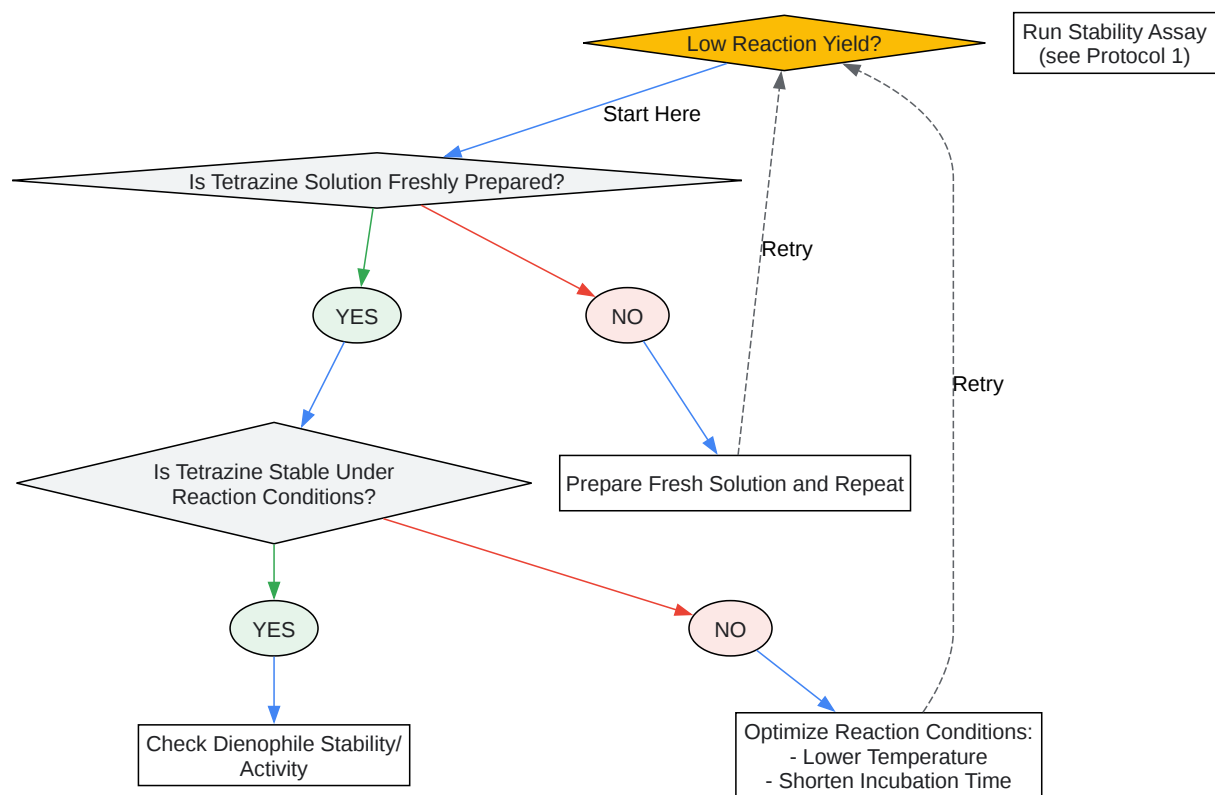 Low Reaction Yield?
Run Stability Assay
(see Protocol 1)
Start Here
Is Tetrazine Solution Freshly Prepared?
Retry
YES
NO
Retry
Is Tetrazine Stable Under
Reaction Conditions?
Prepare Fresh Solution and Repeat
YES
NO
Check Dienophile Stability/
Activity
Optimize Reaction Conditions:
- Lower Temperature
- Shorten Incubation Time